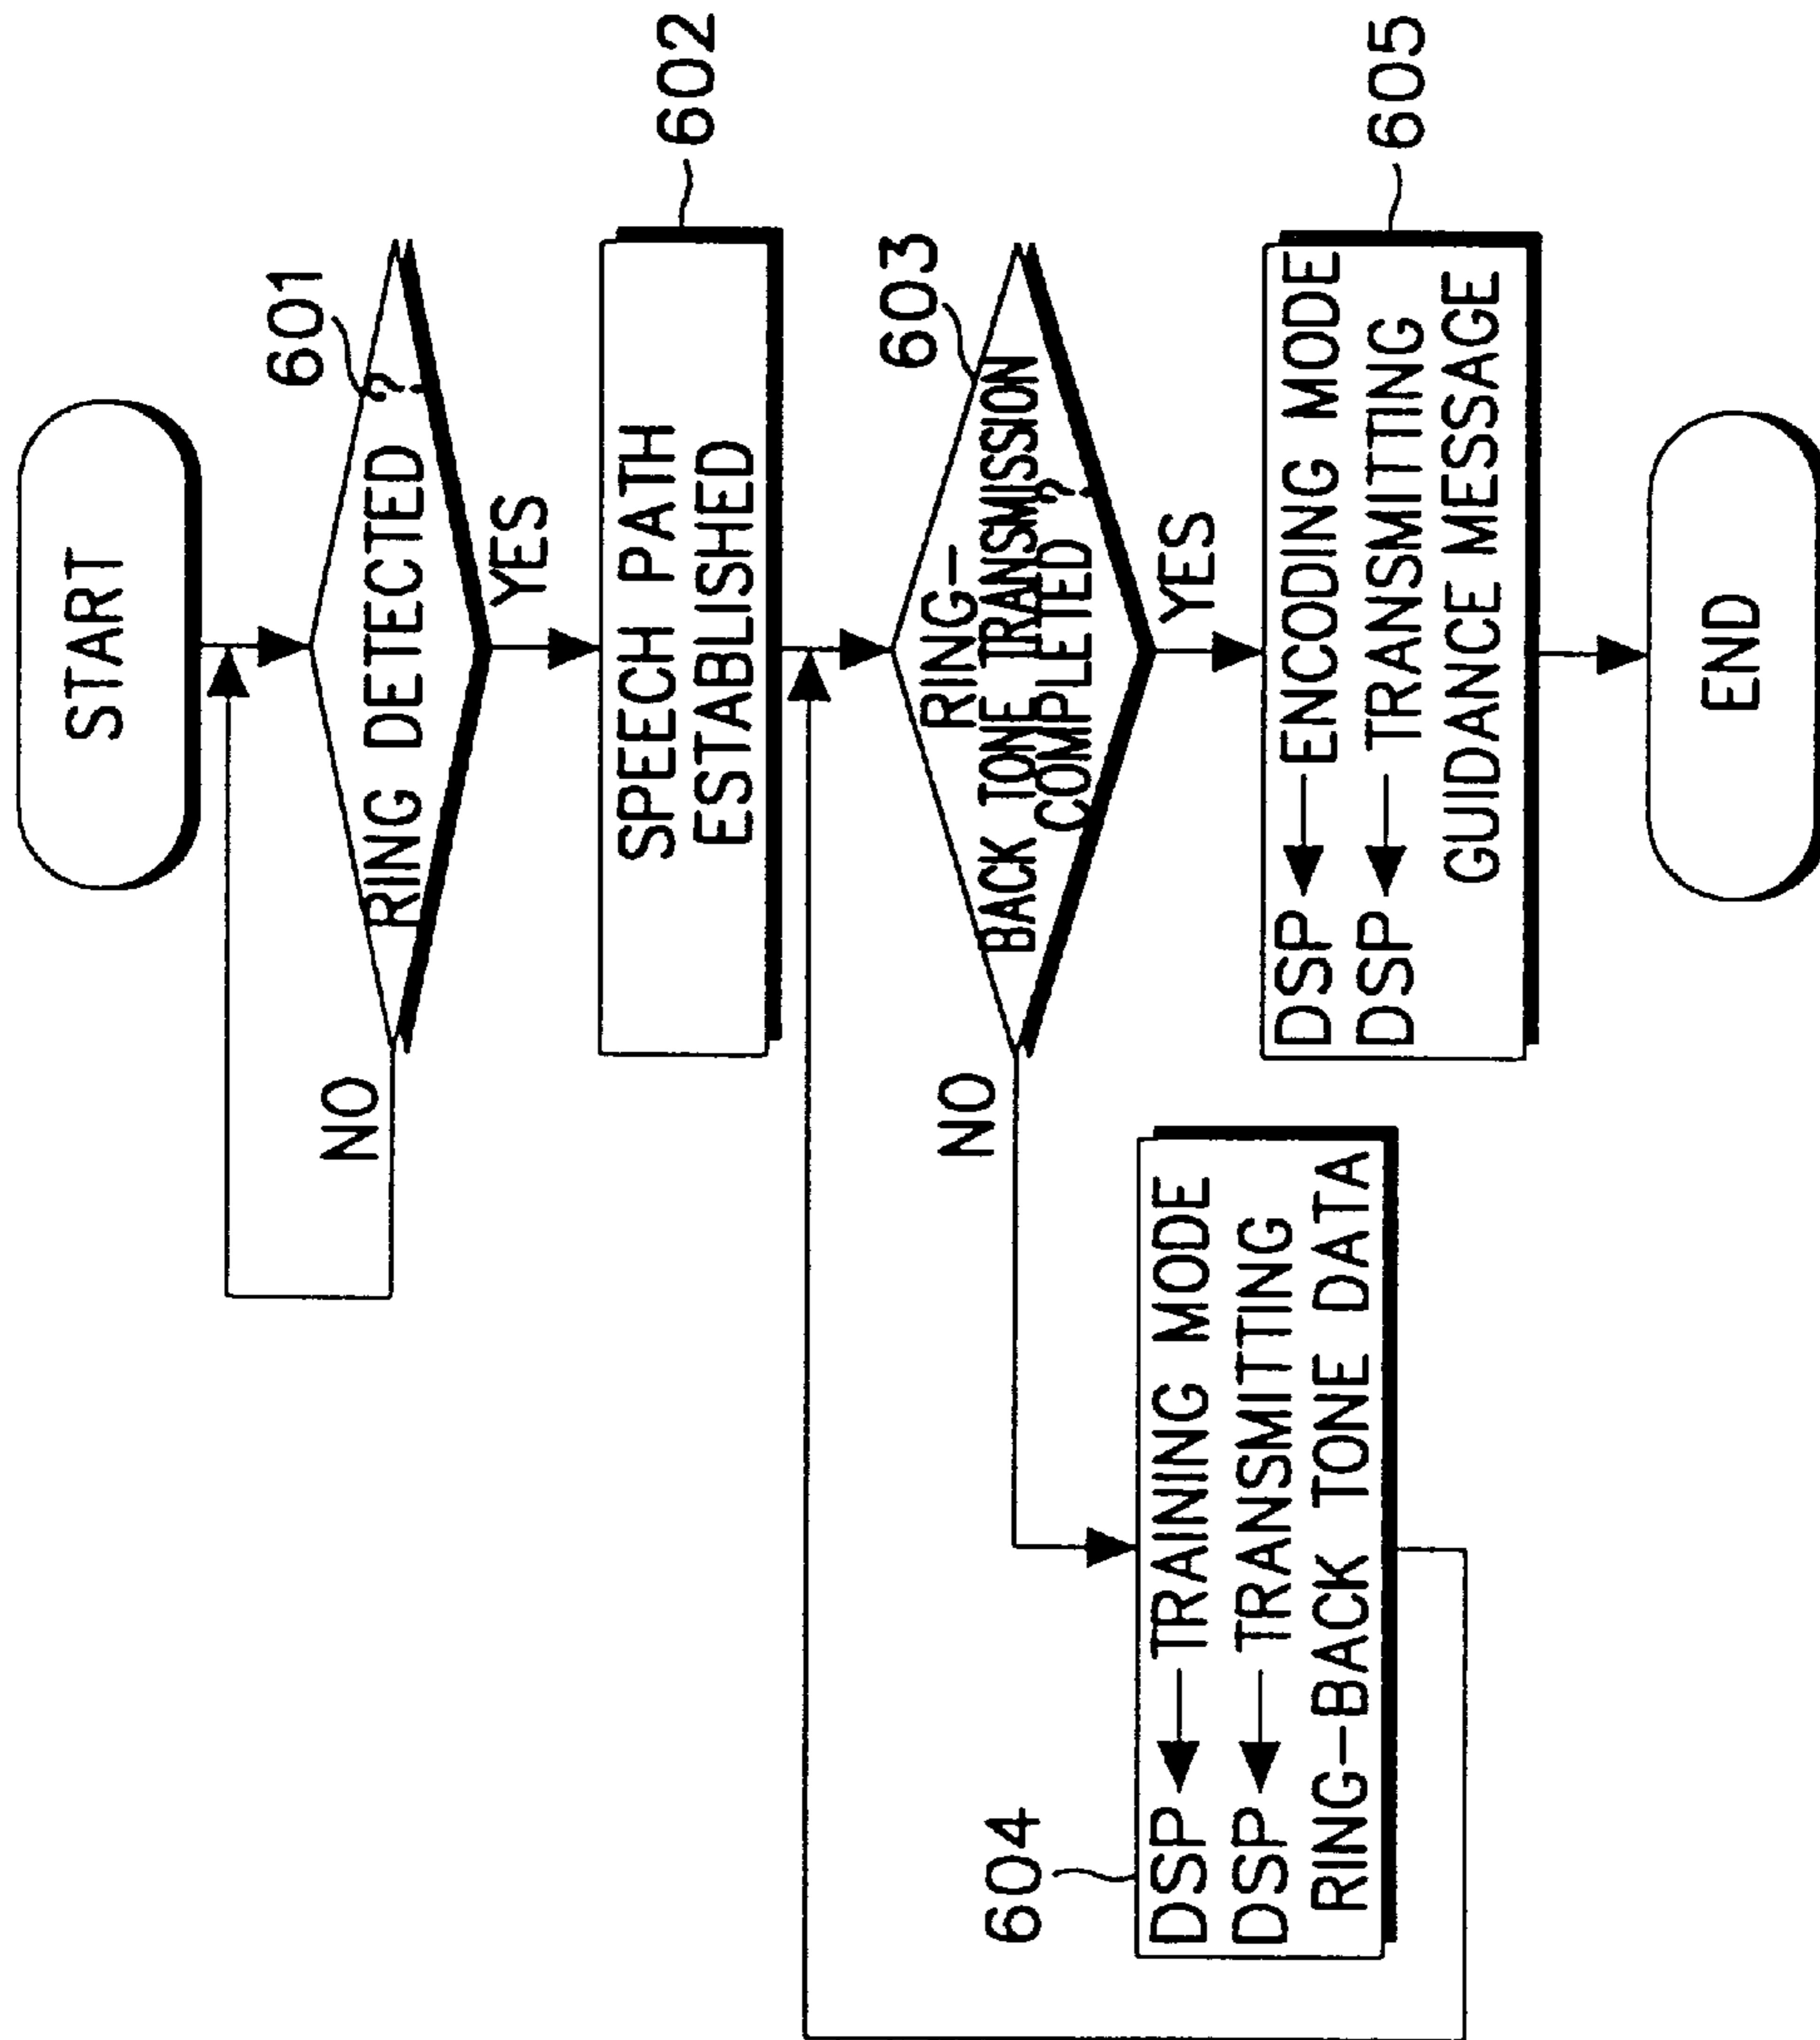 START
601
RING DETECTED ?
NO
YES
602
SPEECH PATH
ESTABLISHED
603
RING-
BACK TONE TRANSMISSION
COMPLETED ?
NO
YES
604
DSP ← TRAINING MODE
DSP ← TRANSMITTING
RING-BACK TONE DATA
605
DSP ← ENCODING MODE
DSP ← TRANSMITTING
GUIDANCE MESSAGE
END